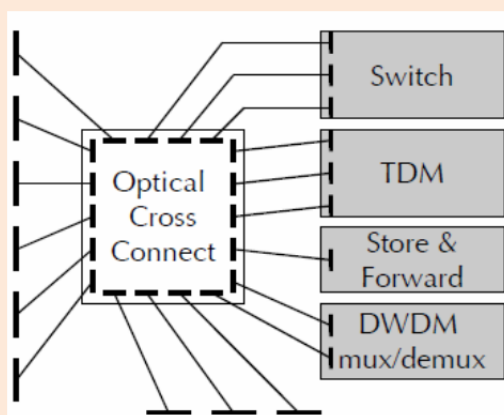 Switch
Optical
Cross
Connect
TDM
Store &
Forward
DWDM
mux/demux